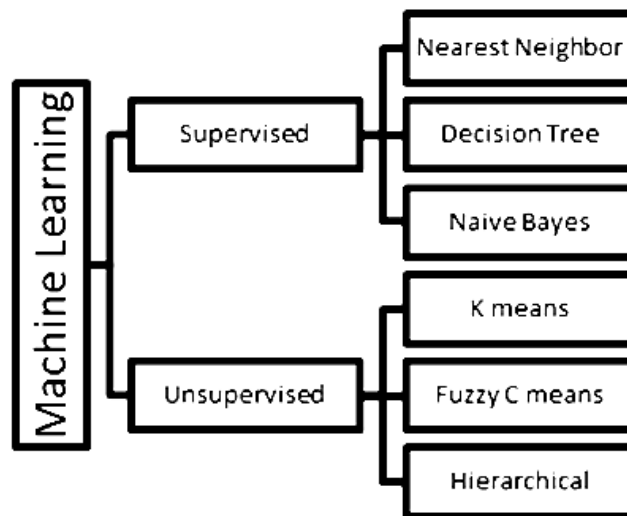 Machine Learning
Supervised
Nearest Neighbor
Decision Tree
Naive Bayes
Unsupervised
K means
Fuzzy C means
Hierarchical